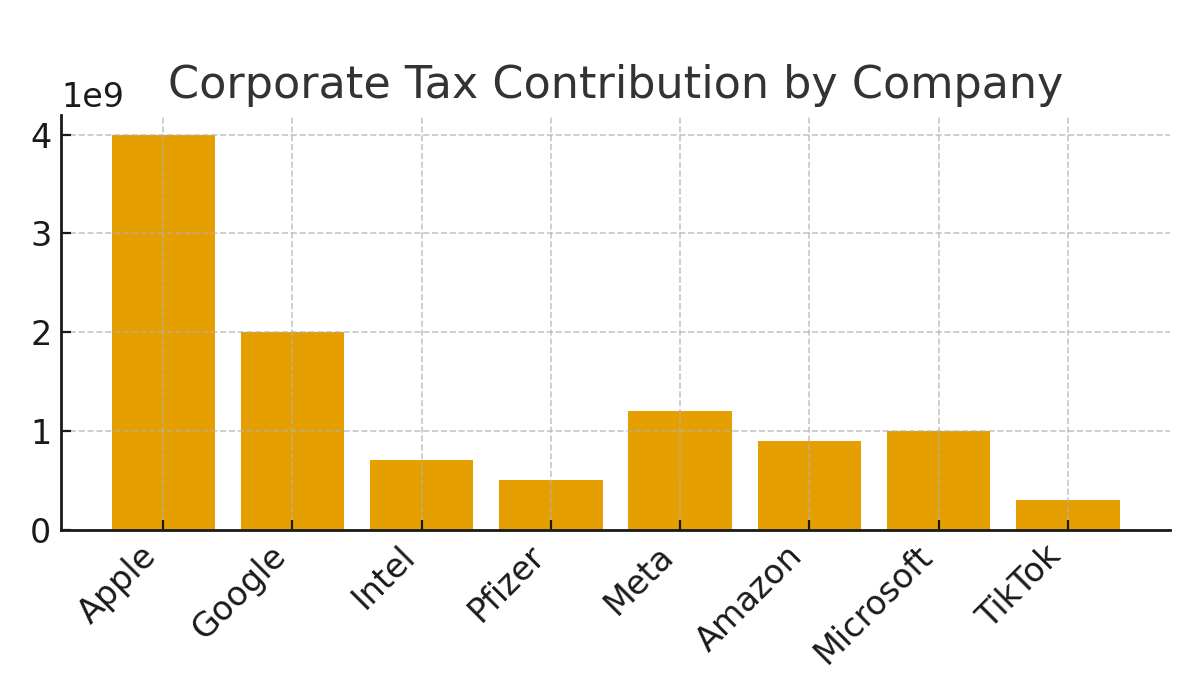 Corporate Tax Contribution by Company
1e9
4
3
2
1
0
Apple
Google
Intel
Pfizer
Meta
Amazon
Microsoft
TikTok